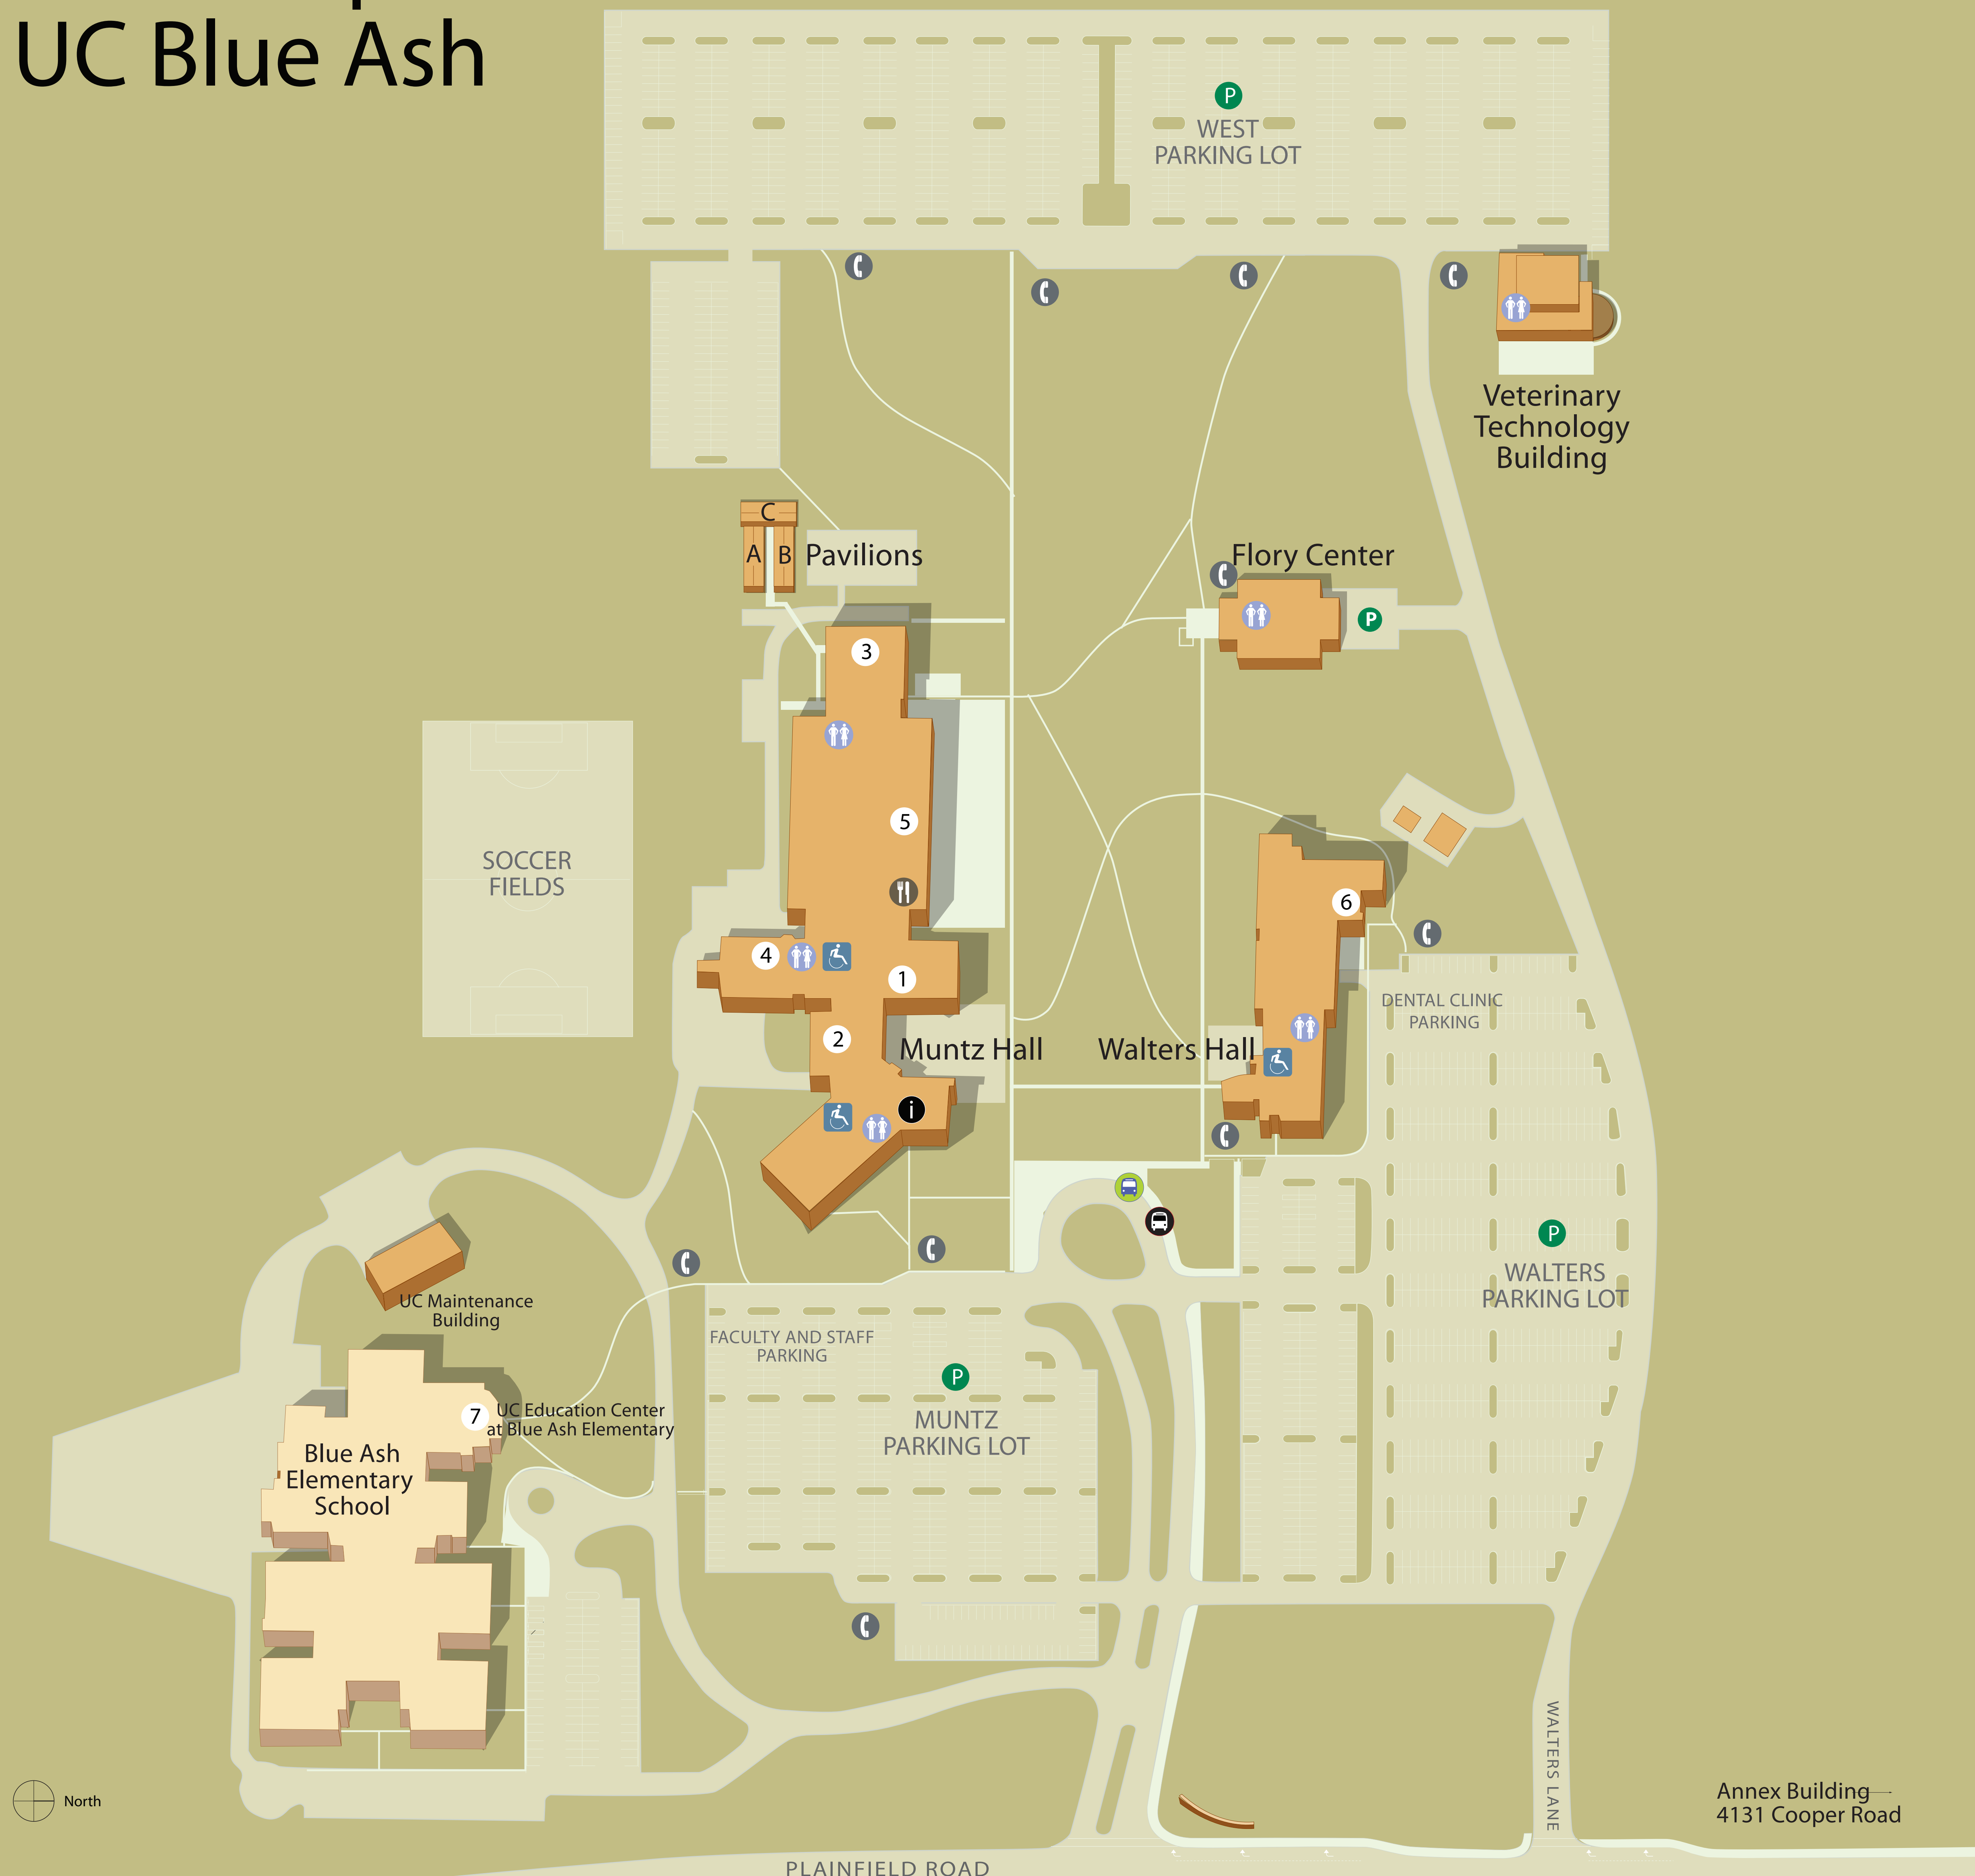 UC Blue Ash
P
WEST
PARKING LOT
Veterinary
Technology
Building
C
A
B
Pavilions
Flory Center
P
3
5
SOCCER
FIELDS
6
4
1
DENTAL CLINIC
PARKING
2
Muntz Hall
Walters Hall
i
P
WALTERS
PARKING LOT
UC Maintenance
Building
FACULTY AND STAFF
PARKING
P
MUNTZ
PARKING LOT
7
UC Education Center
at Blue Ash Elementary
Blue Ash
Elementary
School
WALTERS LANE
North
Annex Building
4131 Cooper Road
PLAINFIELD ROAD